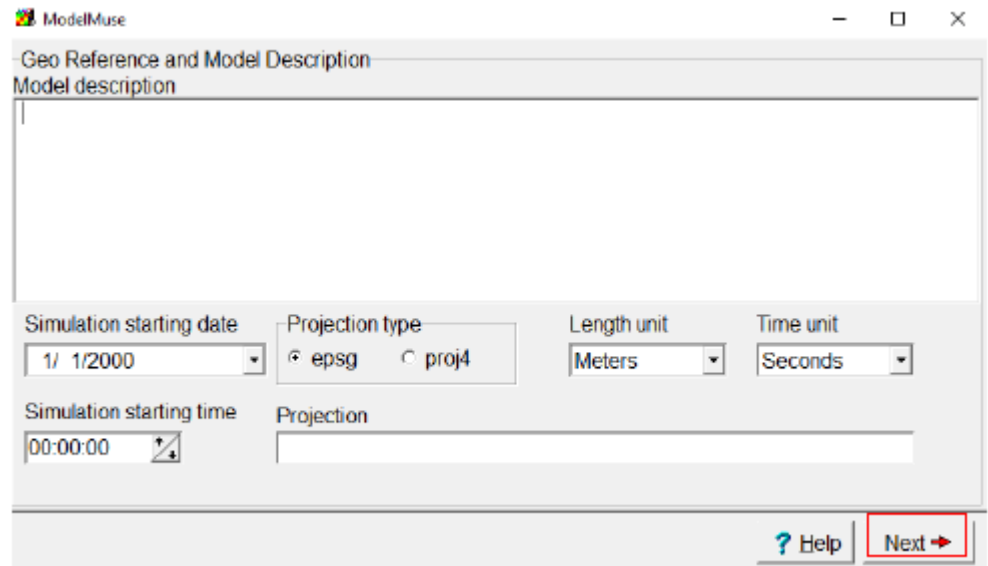 ModelMuse
Geo Reference and Model Description
Model description
Simulation starting date
Projection type
Length unit
Time unit
1/ 1/2000
epsg
proj4
Meters
Seconds
Simulation starting time
Projection
00:00:00
? Help
Next